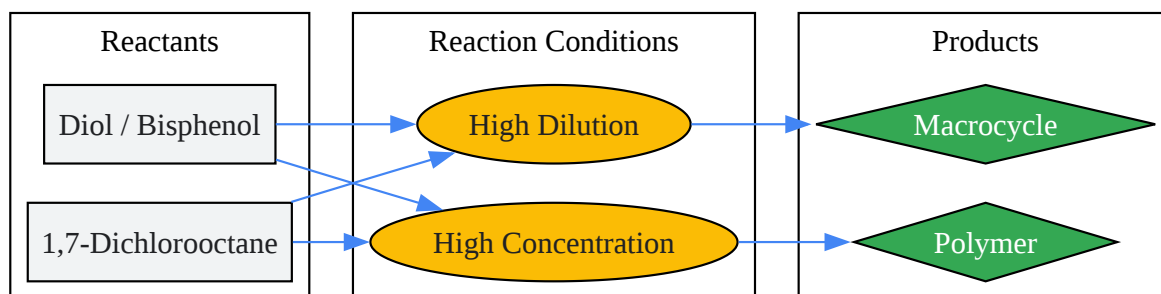 Reactants
Reaction Conditions
Products
Diol / Bisphenol
High Dilution
Macrocycle
1,7-Dichlorooctane
High Concentration
Polymer